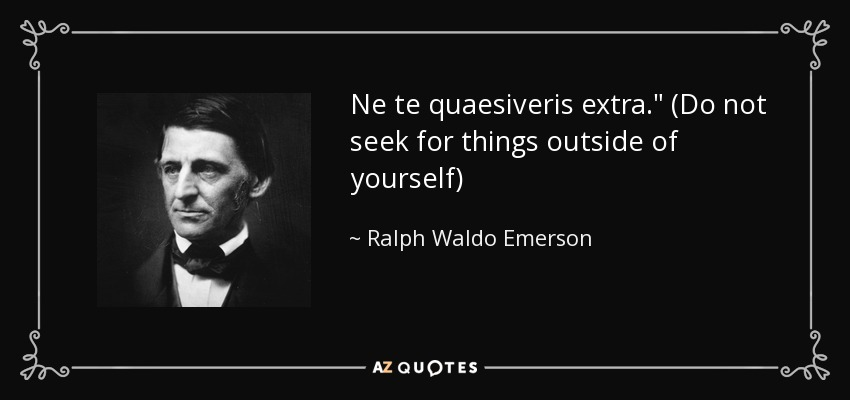 Ne te quaesiveris extra." (Do not
seek for things outside of
yourself)
~ Ralph Waldo Emerson
AZ QUOTES